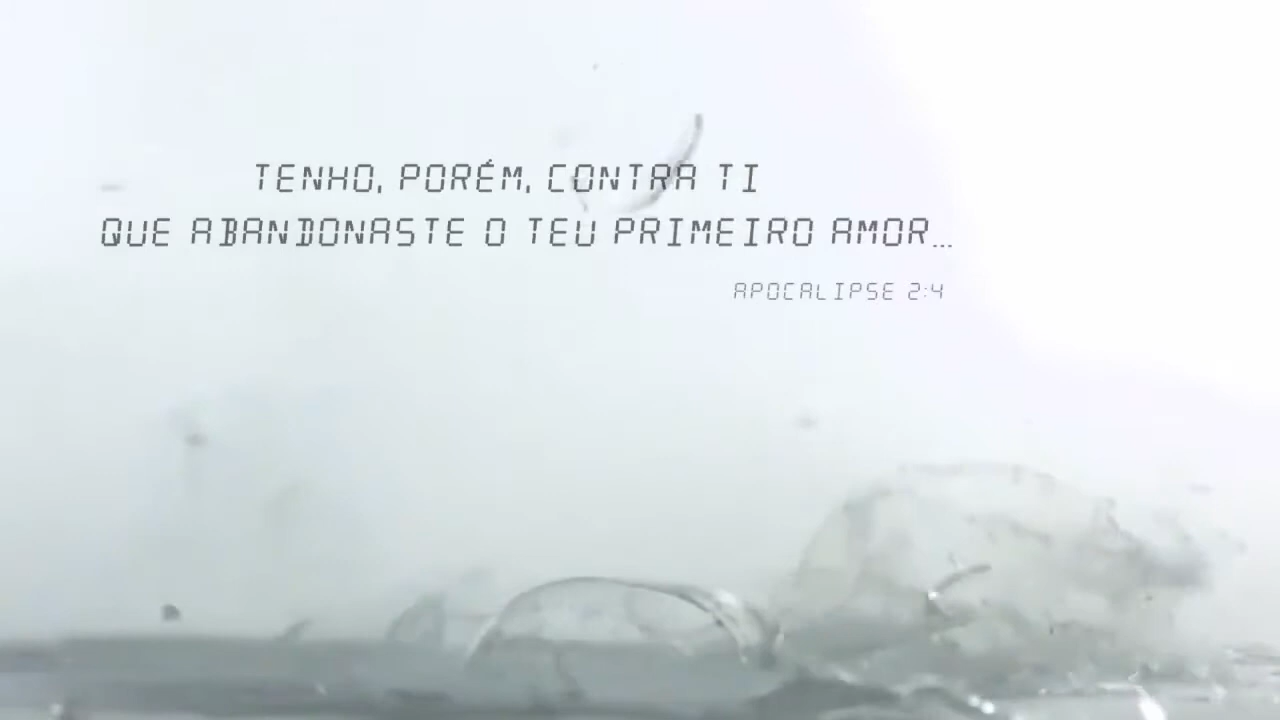 TENHO, PORÉM, CONTRA TI
QUE ABANDONASTE O TEU PRIMEIRO AMOR...
APOCALIPSE 2:4